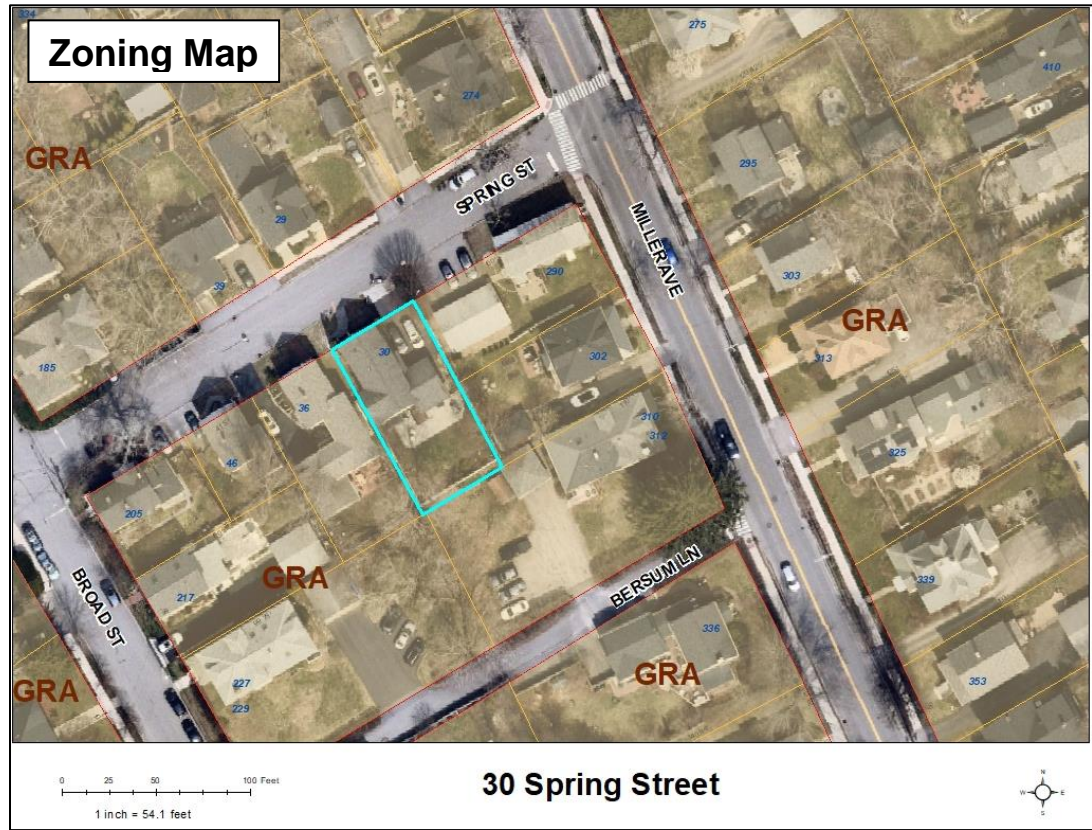 334
Zoning Map
275
410
274
GRA
SPRING ST
295
29
MILLER AVE
39
290
303
GRA
185
30
302
313
36
310
312
46
325
205
BERSUM LN
GRA
BROAD ST
217
339
336
GRA
227
GRA
353
229
0 25 50 100 Feet
1 inch = 54.1 feet
30 Spring Street
N
W E
S